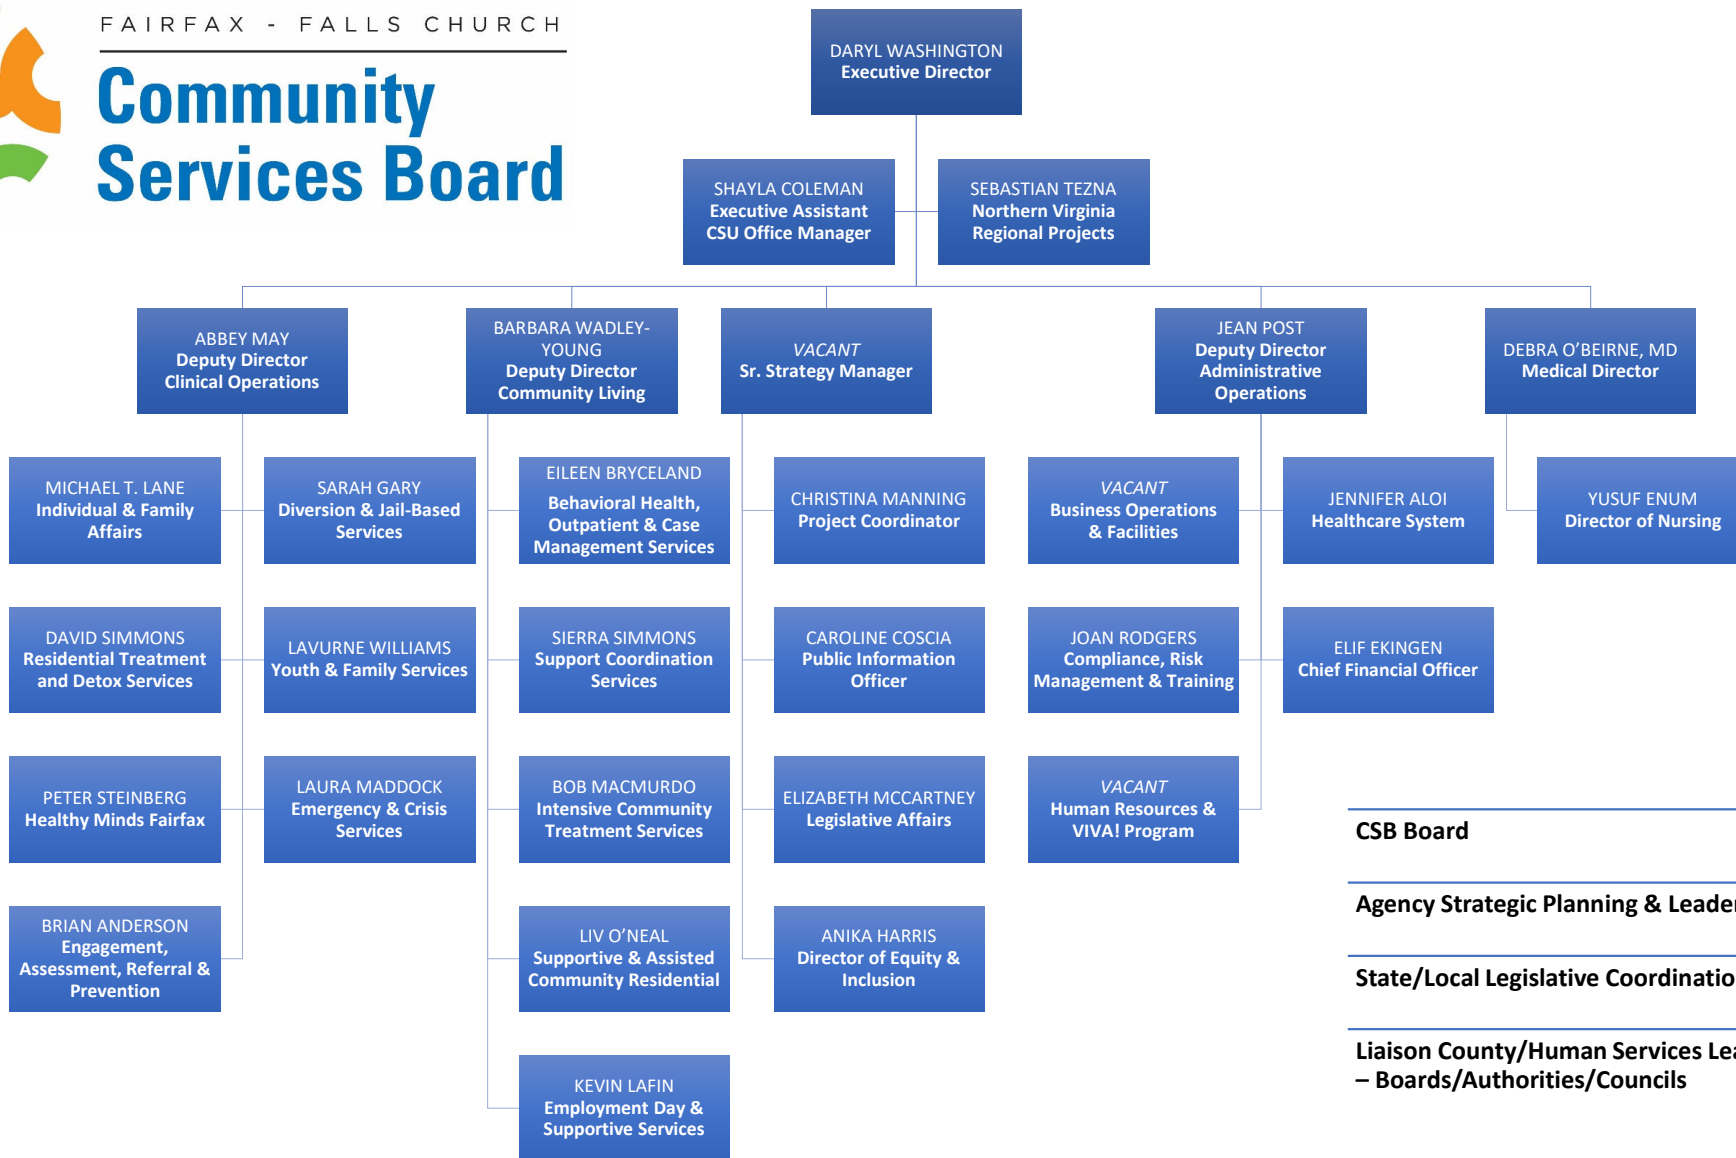 FAIRFAX - FALLS CHURCH
Community
Services Board
DARYL WASHINGTON
Executive Director
SHAYLA COLEMAN
Executive Assistant
CSU Office Manager
SEBASTIAN TEZNA
Northern Virginia
Regional Projects
ABBEY MAY
Deputy Director
Clinical Operations
BARBARA WADLEY-
YOUNG
Deputy Director
Community Living
VACANT
Sr. Strategy Manager
JEAN POST
Deputy Director
Administrative
Operations
DEBRA O’BEIRNE, MD
Medical Director
MICHAEL T. LANE
Individual & Family
Affairs
SARAH GARY
Diversion & Jail-Based
Services
EILEEN BRYCELAND
Behavioral Health,
Outpatient & Case
Management Services
CHRISTINA MANNING
Project Coordinator
VACANT
Business Operations
& Facilities
JENNIFER ALOI
Healthcare System
YUSUF ENUM
Director of Nursing
DAVID SIMMONS
Residential Treatment
and Detox Services
LAVURNE WILLIAMS
Youth & Family Services
SIERRA SIMMONS
Support Coordination
Services
CAROLINE COSCIA
Public Information
Officer
JOAN RODGERS
Compliance, Risk
Management & Training
ELIF EKINGEN
Chief Financial Officer
PETER STEINBERG
Healthy Minds Fairfax
LAURA MADDOCK
Emergency & Crisis
Services
BOB MACMURDO
Intensive Community
Treatment Services
ELIZABETH MCCARTNEY
Legislative Affairs
VACANT
Human Resources &
VIVA! Program
BRIAN ANDERSON
Engagement,
Assessment, Referral &
Prevention
LIV O’NEAL
Supportive & Assisted
Community Residential
ANIKA HARRIS
Director of Equity &
Inclusion
KEVIN LAFIN
Employment Day &
Supportive Services
CSB Board
Agency Strategic Planning & Leader
State/Local Legislative Coordinatio
Liaison County/Human Services Lea
– Boards/Authorities/Councils